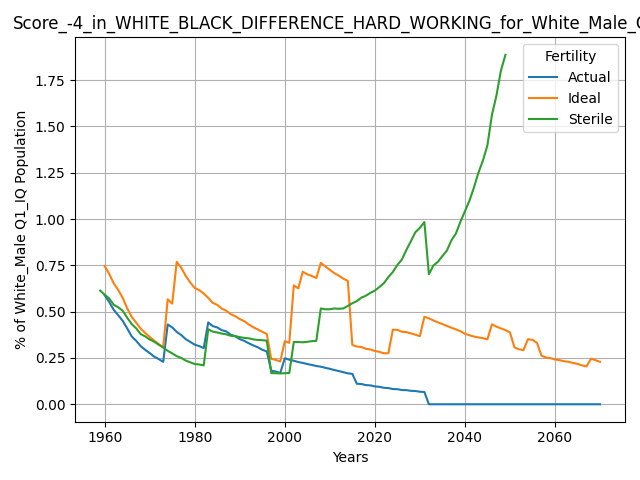 Score_-4_in_WHITE_BLACK_DIFFERENCE_HARD_WORKING_for_White_Male_
% of White_Male Q1_IQ Population
1.75
1.50
1.25
1.00
0.75
0.50
0.25
0.00
Fertility
Actual
Ideal
Sterile
1960
1980
2000
2020
2040
2060
Years